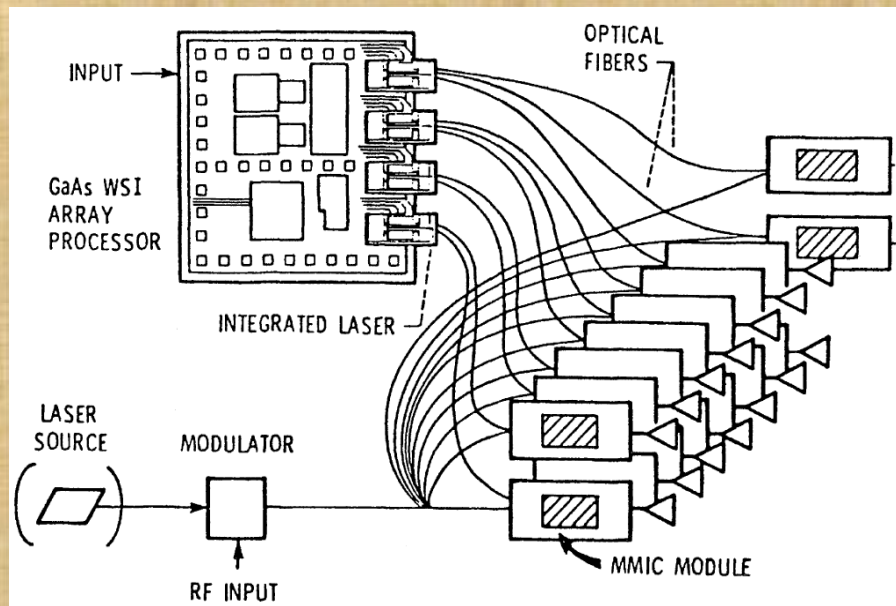 OPTICAL
FIBERS
INPUT
GaAs WSI
ARRAY
PROCESSOR
INTEGRATED LASER
LASER
SOURCE
MODULATOR
RF INPUT
MMIC MODULE